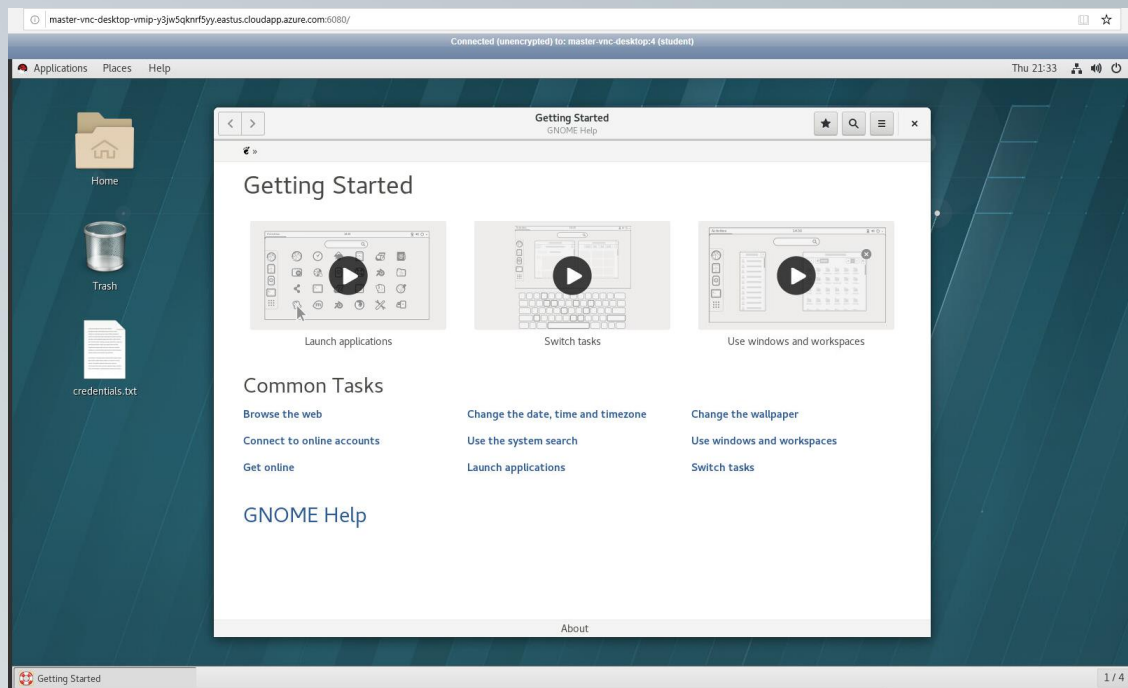 master-vnc-desktop-vmip-y3jw5qknrf5yy.eastus.cloudapp.azure.com:6080/
Connected (unencrypted) to: master-vnc-desktop:4 (student)
Applications Places Help Thu 21:33
Getting Started
GNOME Help
»
Home
Trash
credentials.txt
Getting Started
Launch applications Switch tasks Use windows and workspaces
Common Tasks
Browse the web Change the date, time and timezone Change the wallpaper
Connect to online accounts Use the system search Use windows and workspaces
Get online Launch applications Switch tasks
GNOME Help
About
Getting Started 1 / 4